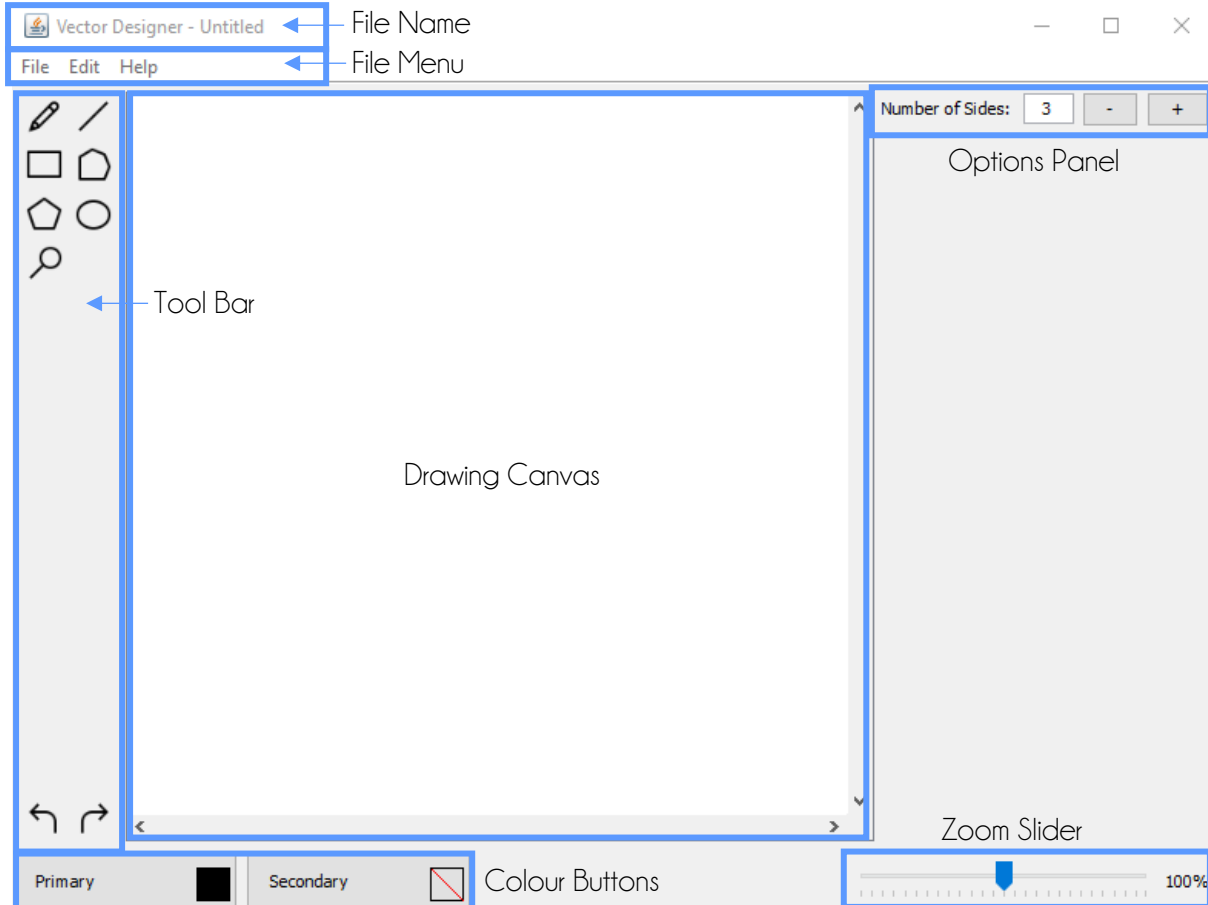 Vector Designer - Untitled
File Name
File Edit Help
File Menu
Number of Sides: 3 - +
Options Panel
Tool Bar
Drawing Canvas
Zoom Slider
Primary
Secondary
Colour Buttons
100%